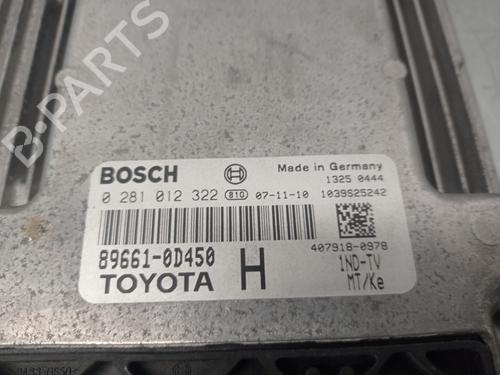 BOSCH Made in Germany
1325 0444
0 281 012 322 810 07-11-10 1039S25242
407918-0978
89661-0D450 1ND-TV
TOYOTA H MT/Ke